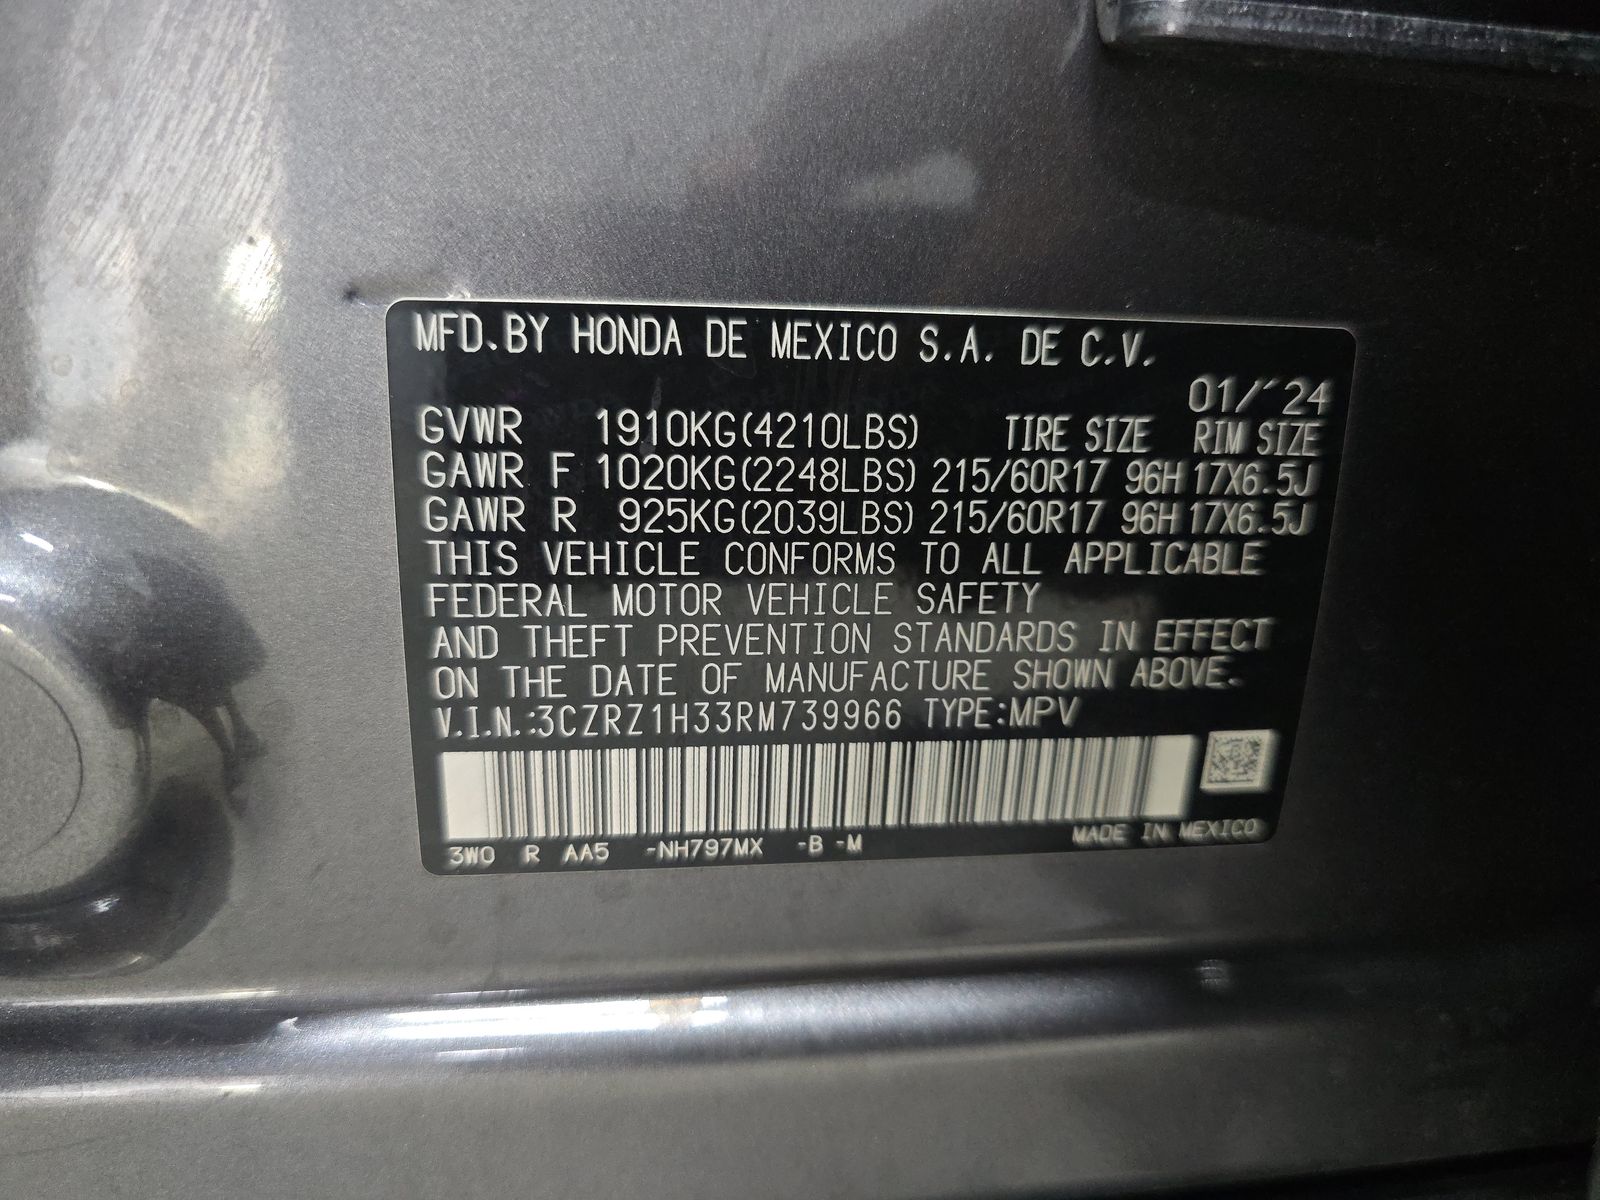 MFD.BY HONDA DE MEXICO S.A. DE C.V.
01/´24
GVWR 1910KG(4210LBS) TIRE SIZE RIM SIZE
GAWR F 1020KG(2248LBS) 215/60R17 96H 17X6.5J
GAWR R 925KG(2039LBS) 215/60R17 96H 17X6.5J
THIS VEHICLE CONFORMS TO ALL APPLICABLE
FEDERAL MOTOR VEHICLE SAFETY
AND THEFT PREVENTION STANDARDS IN EFFECT
ON THE DATE OF MANUFACTURE SHOWN ABOVE.
V.I.N.:3CZRZ1H33RM739966 TYPE:MPV
3W0 R AA5 -NH797MX -B -M MADE IN MEXICO